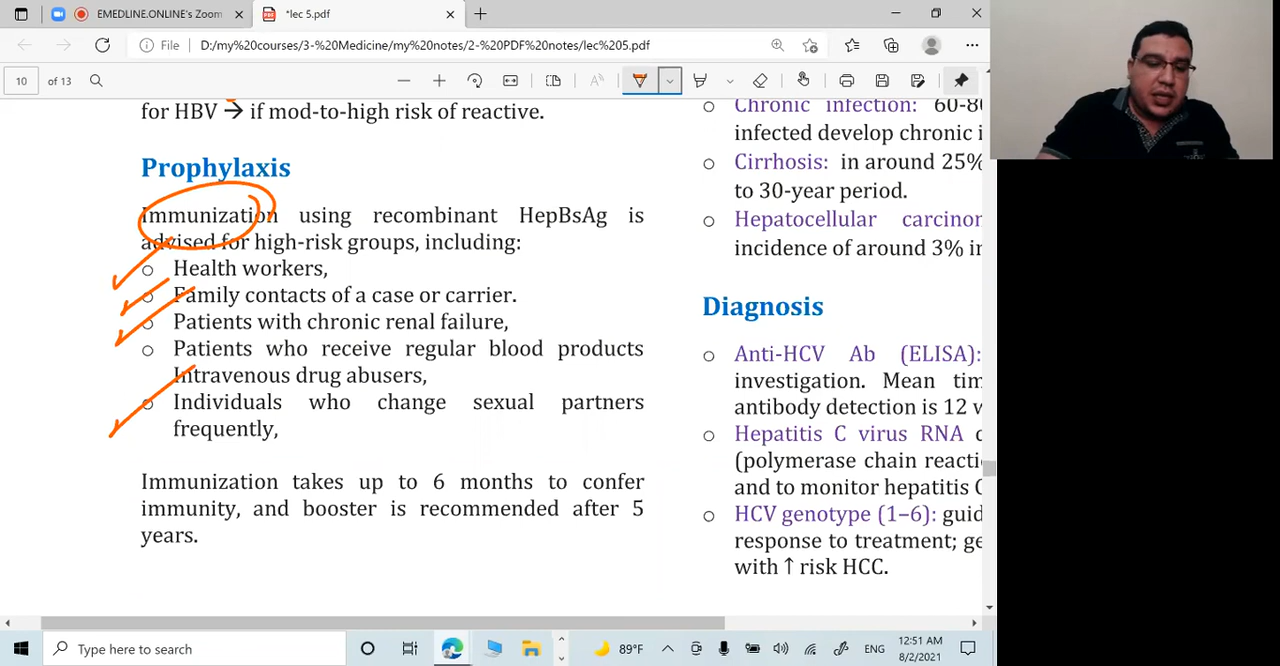 EMEDLINE.ONLINE's Zoom
*lec 5.pdf
File
D:/my%20courses/3-%20Medicine/my%20notes/2-%20PDF%20notes/lec%205.pdf
10 of 13
for HBV → if mod-to-high risk of reactive.
Prophylaxis
Immunization using recombinant HepBsAg is
advised for high-risk groups, including:
o Health workers,
o Family contacts of a case or carrier.
o Patients with chronic renal failure,
o Patients who receive regular blood products
Intravenous drug abusers,
o Individuals who change sexual partners
frequently,
Immunization takes up to 6 months to confer
immunity, and booster is recommended after 5
years.
o Chronic infection: 60-80
infected develop chronic i
o Cirrhosis: in around 25%
to 30-year period.
o Hepatocellular carcinon
incidence of around 3% in
Diagnosis
o Anti-HCV Ab (ELISA):
investigation. Mean tim
antibody detection is 12 w
o Hepatitis C virus RNA
(polymerase chain reacti
and to monitor hepatitis C
o HCV genotype (1–6): guid
response to treatment; ge
with ↑ risk HCC.
Type here to search
89°F
ENG
12:51 AM
8/2/2021